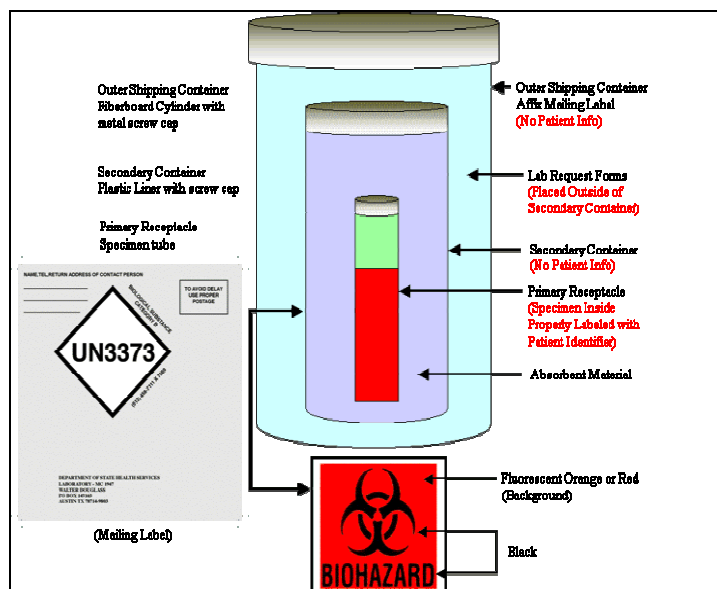 Outer Shipping Container
Fiberboard Cylinder with
metal screw cap
Secondary Container
Plastic Liner with screw cap
Primary Receptacle
Specimen tube
Outer Shipping Container
Affix Mailing Label
(No Patient Info)
Lab Request Forms
(Placed Outside of
Secondary Container)
Secondary Container
(No Patient Info)
Primary Receptacle
(Specimen Inside
Properly Labeled with
Patient Identifier)
Absorbent Material
NAME, TEL, RETURN ADDRESS OF CONTACT PERSON
TO AVOID DELAY
USE PROPER
POSTAGE
BIOLOGICAL SUBSTANCE
CATEGORY B
UN3373
DEPARTMENT OF STATE HEALTH SERVICES
LABORATORY - MC 1947
WALTER DOUGLASS
PO BOX 149163
AUSTIN TX 78714-9803
(Mailing Label)
Fluorescent Orange or Red
(Background)
Black
BIOHAZARD